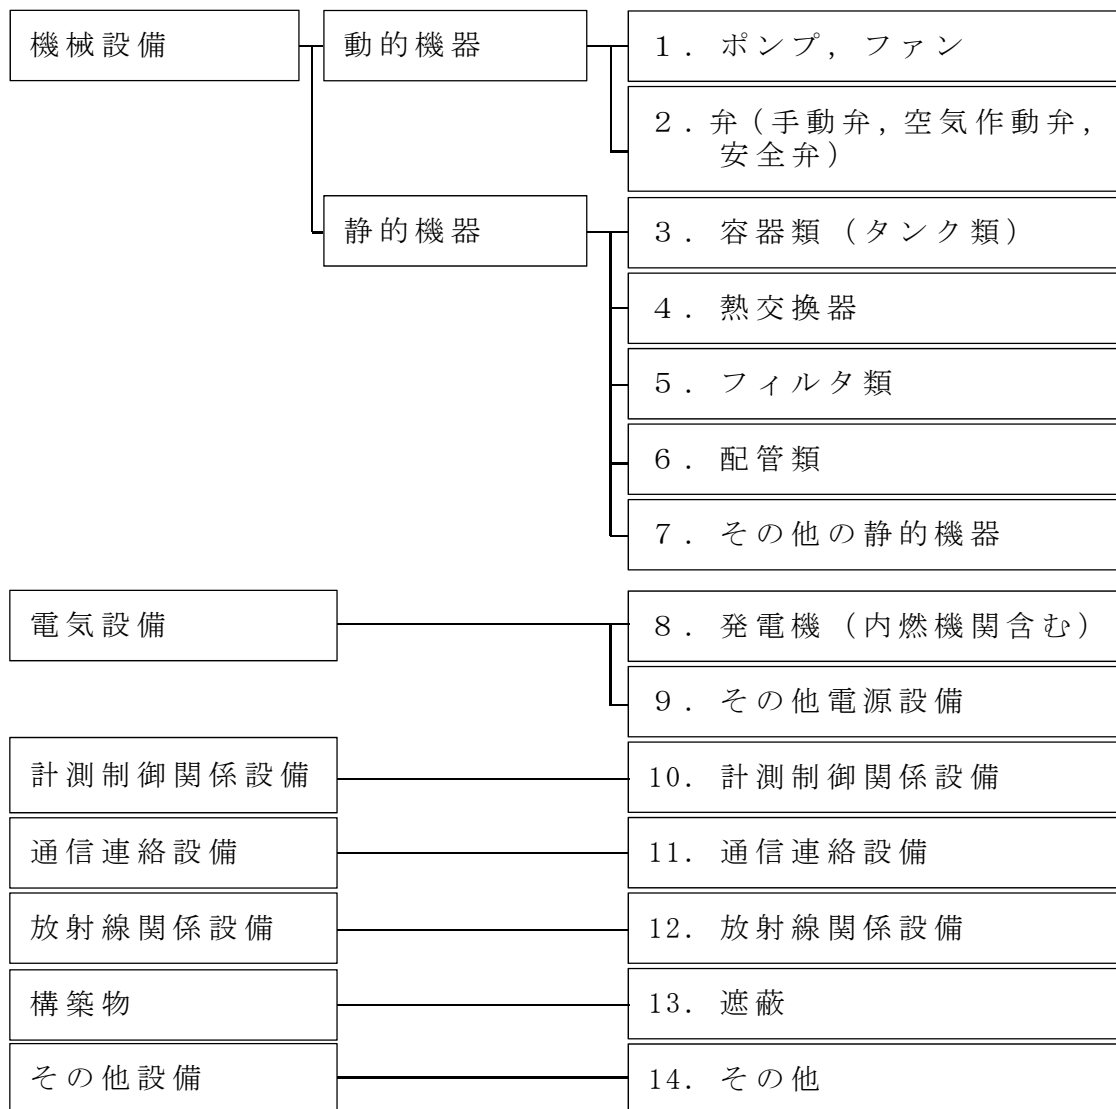 機械設備
動的機器
1．ポンプ，ファン
2．弁（手動弁，空気作動弁，
安全弁）
静的機器
3．容器類（タンク類）
4．熱交換器
5．フィルタ類
6．配管類
7．その他の静的機器
電気設備
8．発電機（内燃機関含む）
9．その他電源設備
計測制御関係設備
10．計測制御関係設備
通信連絡設備
11．通信連絡設備
放射線関係設備
12．放射線関係設備
構築物
13．遮蔽
その他設備
14．その他